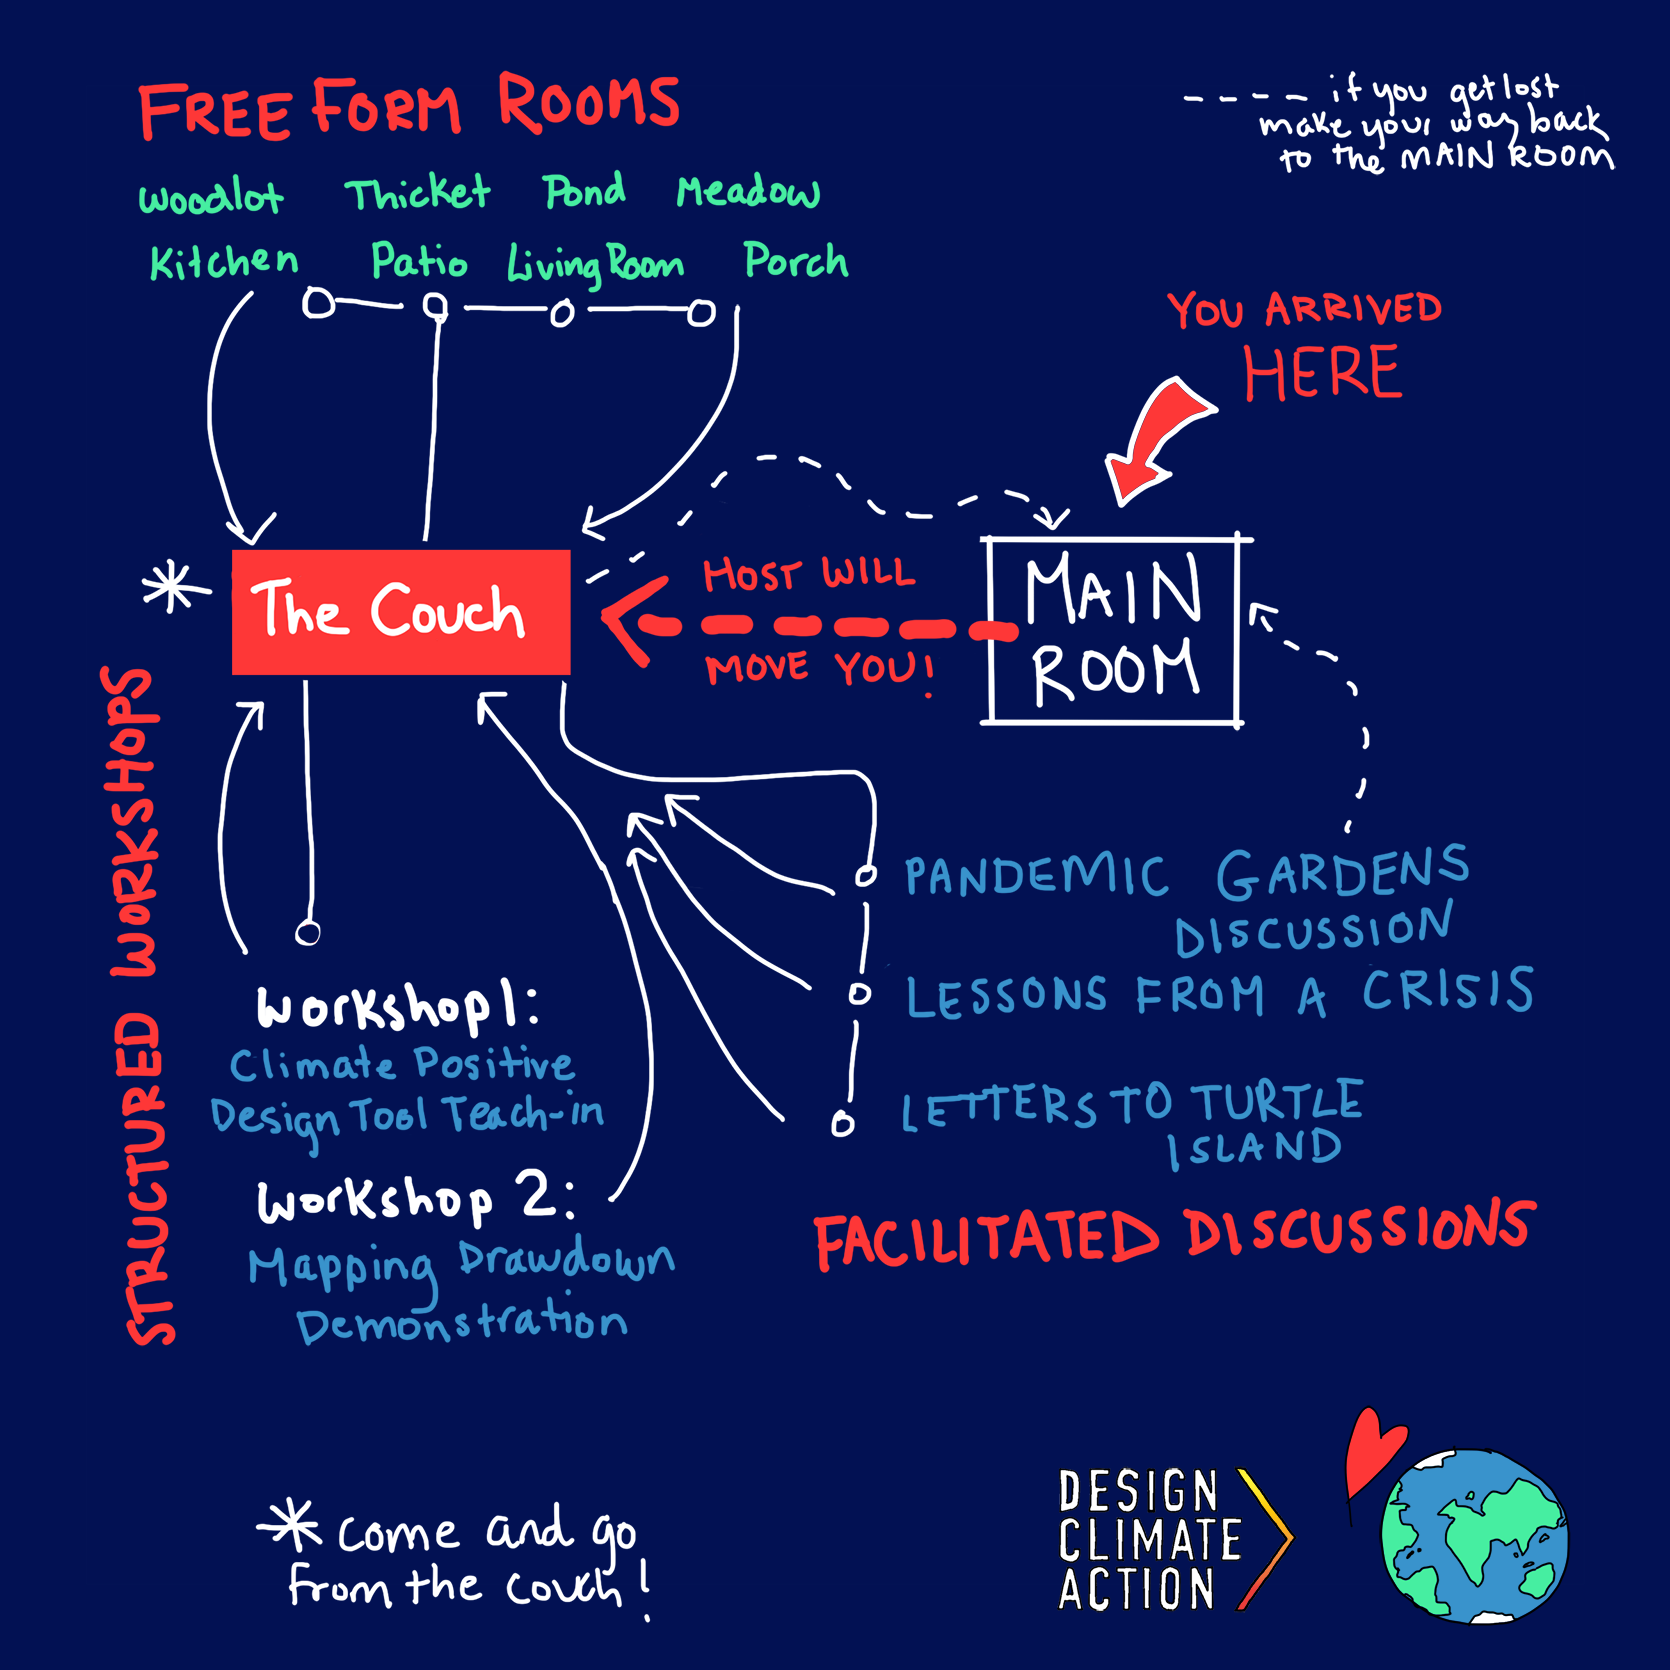 FREE FORM ROOMS
Woodlot Thicket Pond Meadow
Kitchen Patio Living Room Porch
---- if you get lost
make your way back
to the MAIN ROOM
YOU ARRIVED
HERE
The Couch
HOST WILL
MOVE YOU!
MAIN
ROOM
STRUCTURED WORKSHOPS
Workshop 1:
Climate Positive
Design Tool Teach-in
Workshop 2:
Mapping Drawdown
Demonstration
PANDEMIC GARDENS
DISCUSSION
LESSONS FROM A CRISIS
LETTERS TO TURTLE
ISLAND
FACILITATED DISCUSSIONS
* come and go
from the couch!
DESIGN
CLIMATE
ACTION